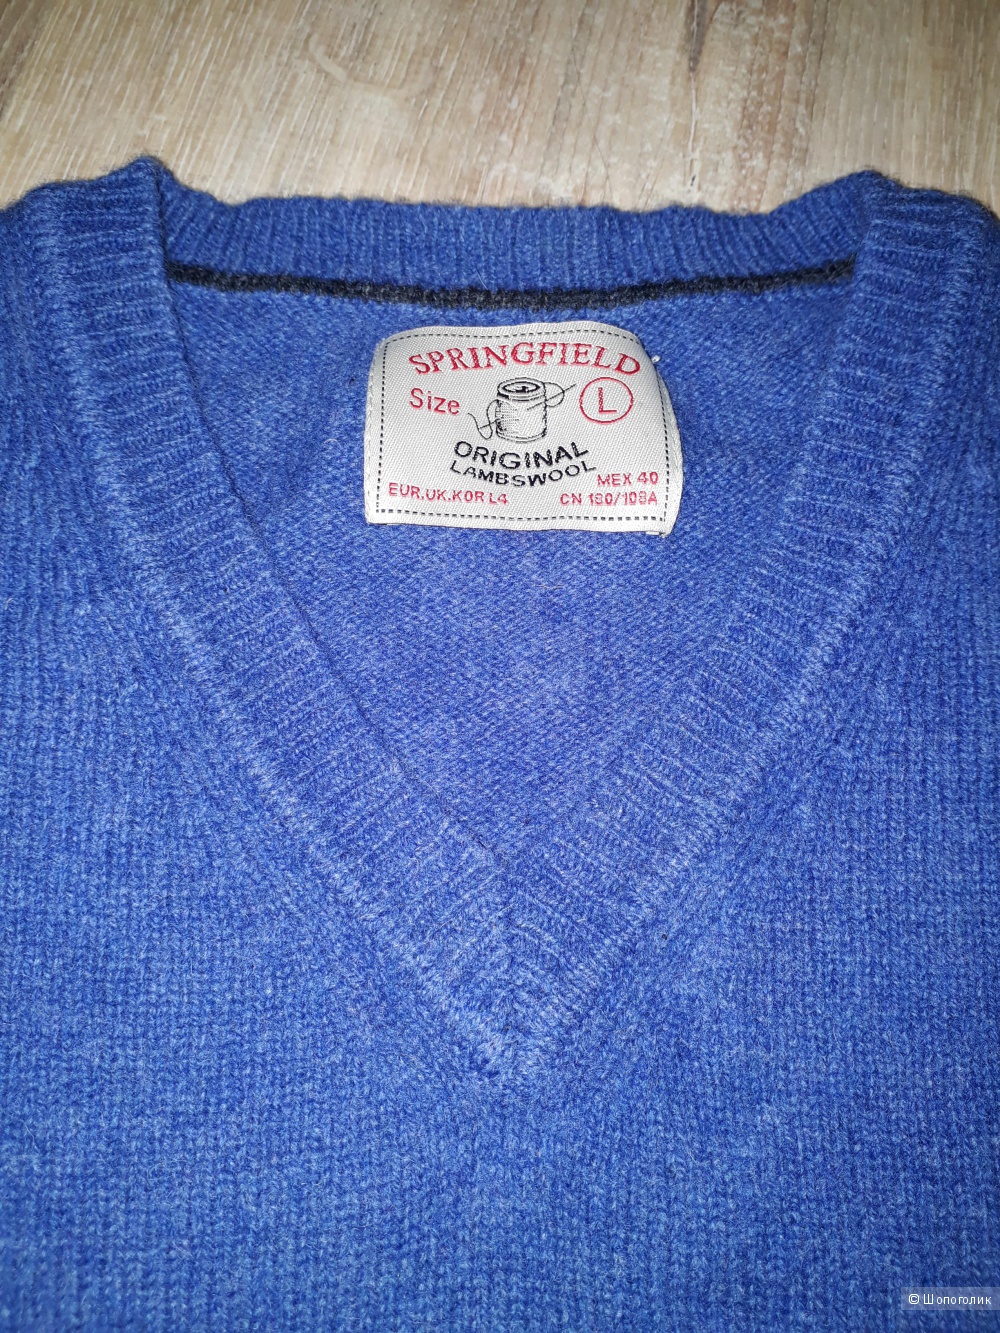 SPRINGFIELD
Size L
ORIGINAL
LAMBSWOOL
MEX 40
EUR.UK.KOR L4 CN 180/108A
© Шопоголик